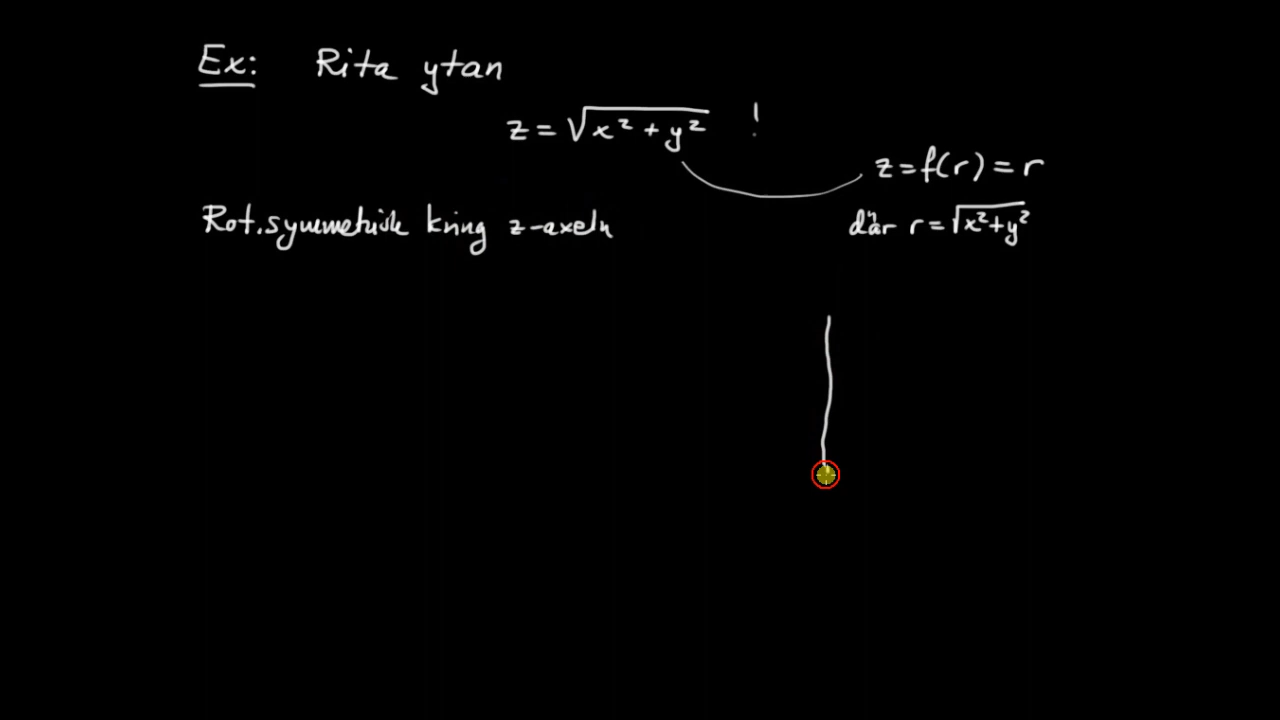 Ex: Rita ytan
z = √x² + y² !
z = f(r) = r
Rot. symmetrisk kring z-axeln
där r = √x² + y²